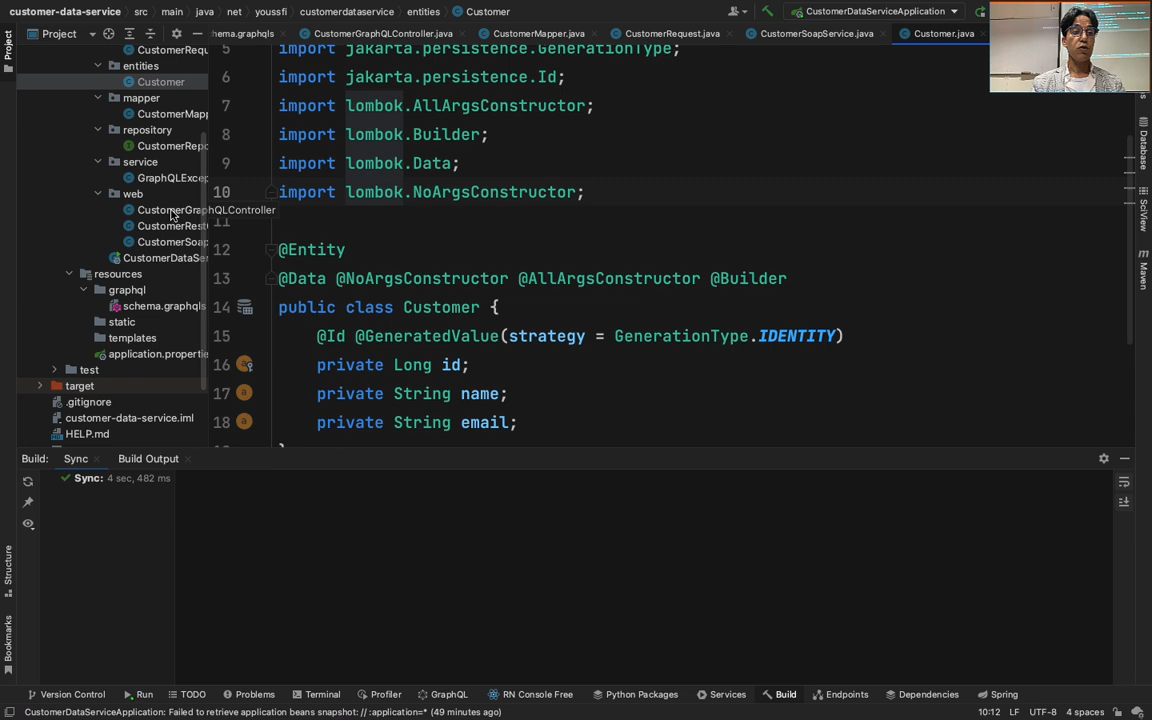 customer-data-service › src › main › java › net › youssfi › customerdataservice › entities › Customer
CustomerDataServiceApplication
Project
hema.graphqls
CustomerGraphQLController.java
CustomerMapper.java
CustomerRequest.java
CustomerSoapService.java
Customer.java
Project
CustomerRequ
entities
Customer
mapper
CustomerMapp
repository
CustomerRepo
service
GraphQLExcep
web
CustomerGraphQLController
CustomerRest
CustomerSoap
CustomerDataSer
resources
graphql
schema.graphqls
static
templates
application.propertie
test
target
.gitignore
customer-data-service.iml
HELP.md
5 import jakarta.persistence.GenerationType;
6 import jakarta.persistence.Id;
7 import lombok.AllArgsConstructor;
8 import lombok.Builder;
9 import lombok.Data;
10 import lombok.NoArgsConstructor;
11
12 @Entity
13 @Data @NoArgsConstructor @AllArgsConstructor @Builder
14 public class Customer {
15 @Id @GeneratedValue(strategy = GenerationType.IDENTITY)
16 private Long id;
17 private String name;
18 private String email;
}
Database
SciView
Maven
Build: Sync Build Output
Sync: 4 sec, 482 ms
Structure
Bookmarks
Version Control Run TODO Problems Terminal Profiler GraphQL RN Console Free Python Packages Services Build Endpoints Dependencies Spring
CustomerDataServiceApplication: Failed to retrieve application beans snapshot: // :application=* (49 minutes ago) 10:12 LF UTF-8 4 spaces